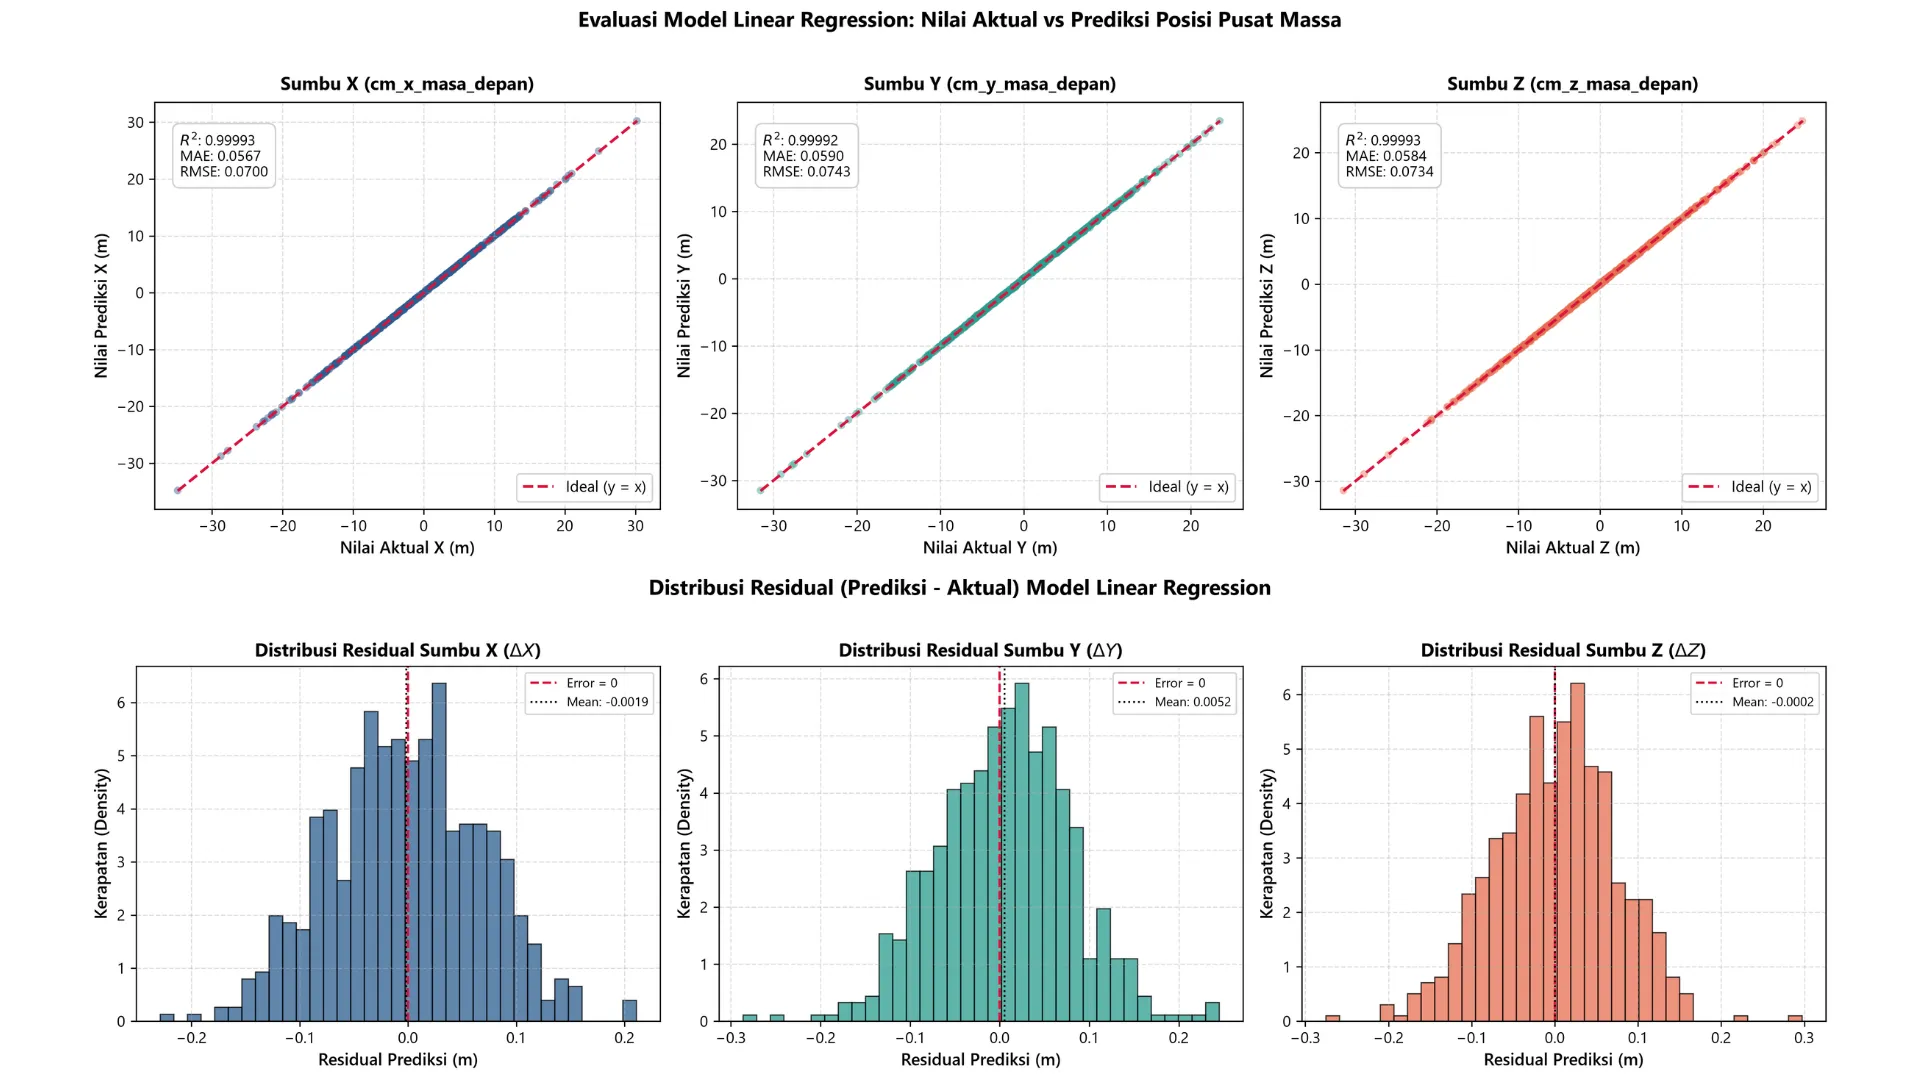 Evaluasi Model Linear Regression: Nilai Aktual vs Prediksi Posisi Pusat Massa
Sumbu X (cm_x_masa_depan)
R²: 0.99993
MAE: 0.0567
RMSE: 0.0700
30
20
10
0
−10
−20
−30
Nilai Prediksi X (m)
Ideal (y = x)
−30 −20 −10 0 10 20 30
Nilai Aktual X (m)
Sumbu Y (cm_y_masa_depan)
R²: 0.99992
MAE: 0.0590
RMSE: 0.0743
20
10
0
−10
−20
−30
Nilai Prediksi Y (m)
Ideal (y = x)
−30 −20 −10 0 10 20
Nilai Aktual Y (m)
Sumbu Z (cm_z_masa_depan)
R²: 0.99993
MAE: 0.0584
RMSE: 0.0734
20
10
0
−10
−20
−30
Nilai Prediksi Z (m)
Ideal (y = x)
−30 −20 −10 0 10 20
Nilai Aktual Z (m)
Distribusi Residual (Prediksi - Aktual) Model Linear Regression
Distribusi Residual Sumbu X (ΔX)
Error = 0
Mean: -0.0019
6
5
4
3
2
1
0
Kerapatan (Density)
−0.2 −0.1 0.0 0.1 0.2
Residual Prediksi (m)
Distribusi Residual Sumbu Y (ΔY)
Error = 0
Mean: 0.0052
6
5
4
3
2
1
0
Kerapatan (Density)
−0.3 −0.2 −0.1 0.0 0.1 0.2
Residual Prediksi (m)
Distribusi Residual Sumbu Z (ΔZ)
Error = 0
Mean: -0.0002
6
5
4
3
2
1
0
Kerapatan (Density)
−0.3 −0.2 −0.1 0.0 0.1 0.2 0.3
Residual Prediksi (m)